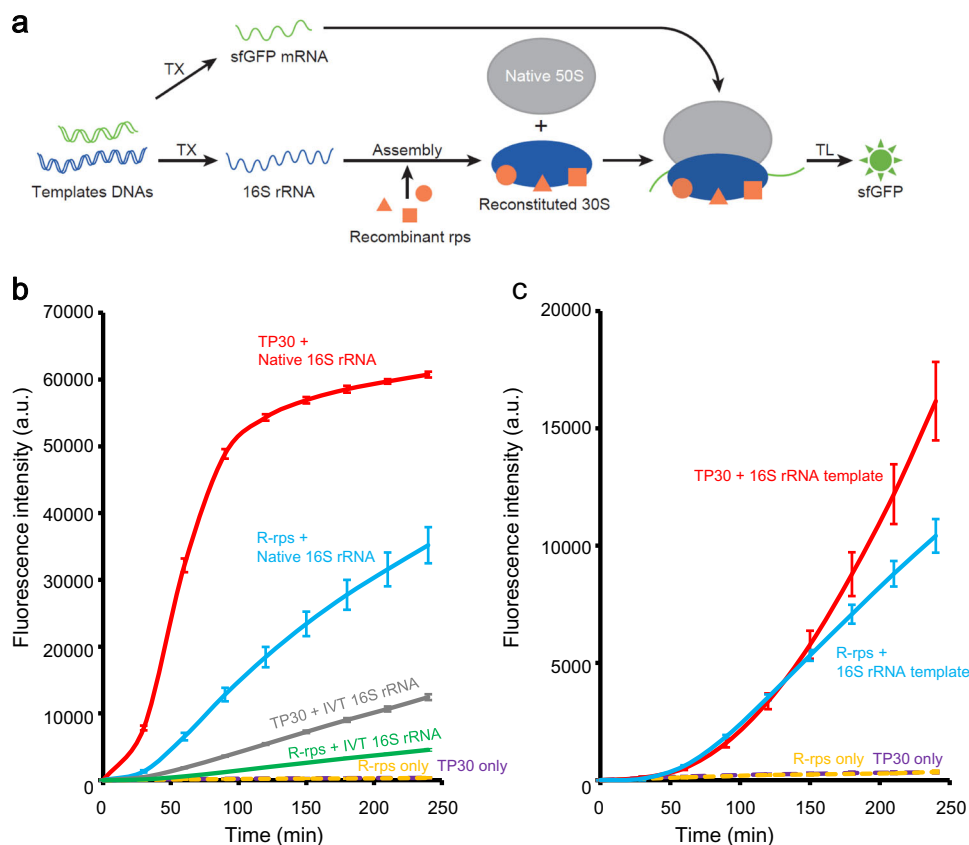 a
sfGFP mRNA
TX
Native 50S
+
Templates DNAs
TX
16S rRNA
Assembly
Recombinant rps
Reconstituted 30S
TL
sfGFP
b
Fluorescence intensity (a.u.)
70000
60000
50000
40000
30000
20000
10000
0
TP30 +
Native 16S rRNA
R-rps +
Native 16S rRNA
TP30 + IVT 16S rRNA
R-rps + IVT 16S rRNA
R-rps only
TP30 only
0
50
100
150
200
250
Time (min)
c
Fluorescence intensity (a.u.)
20000
15000
10000
5000
0
TP30 + 16S rRNA template
R-rps +
16S rRNA template
R-rps only
TP30 only
0
50
100
150
200
250
Time (min)